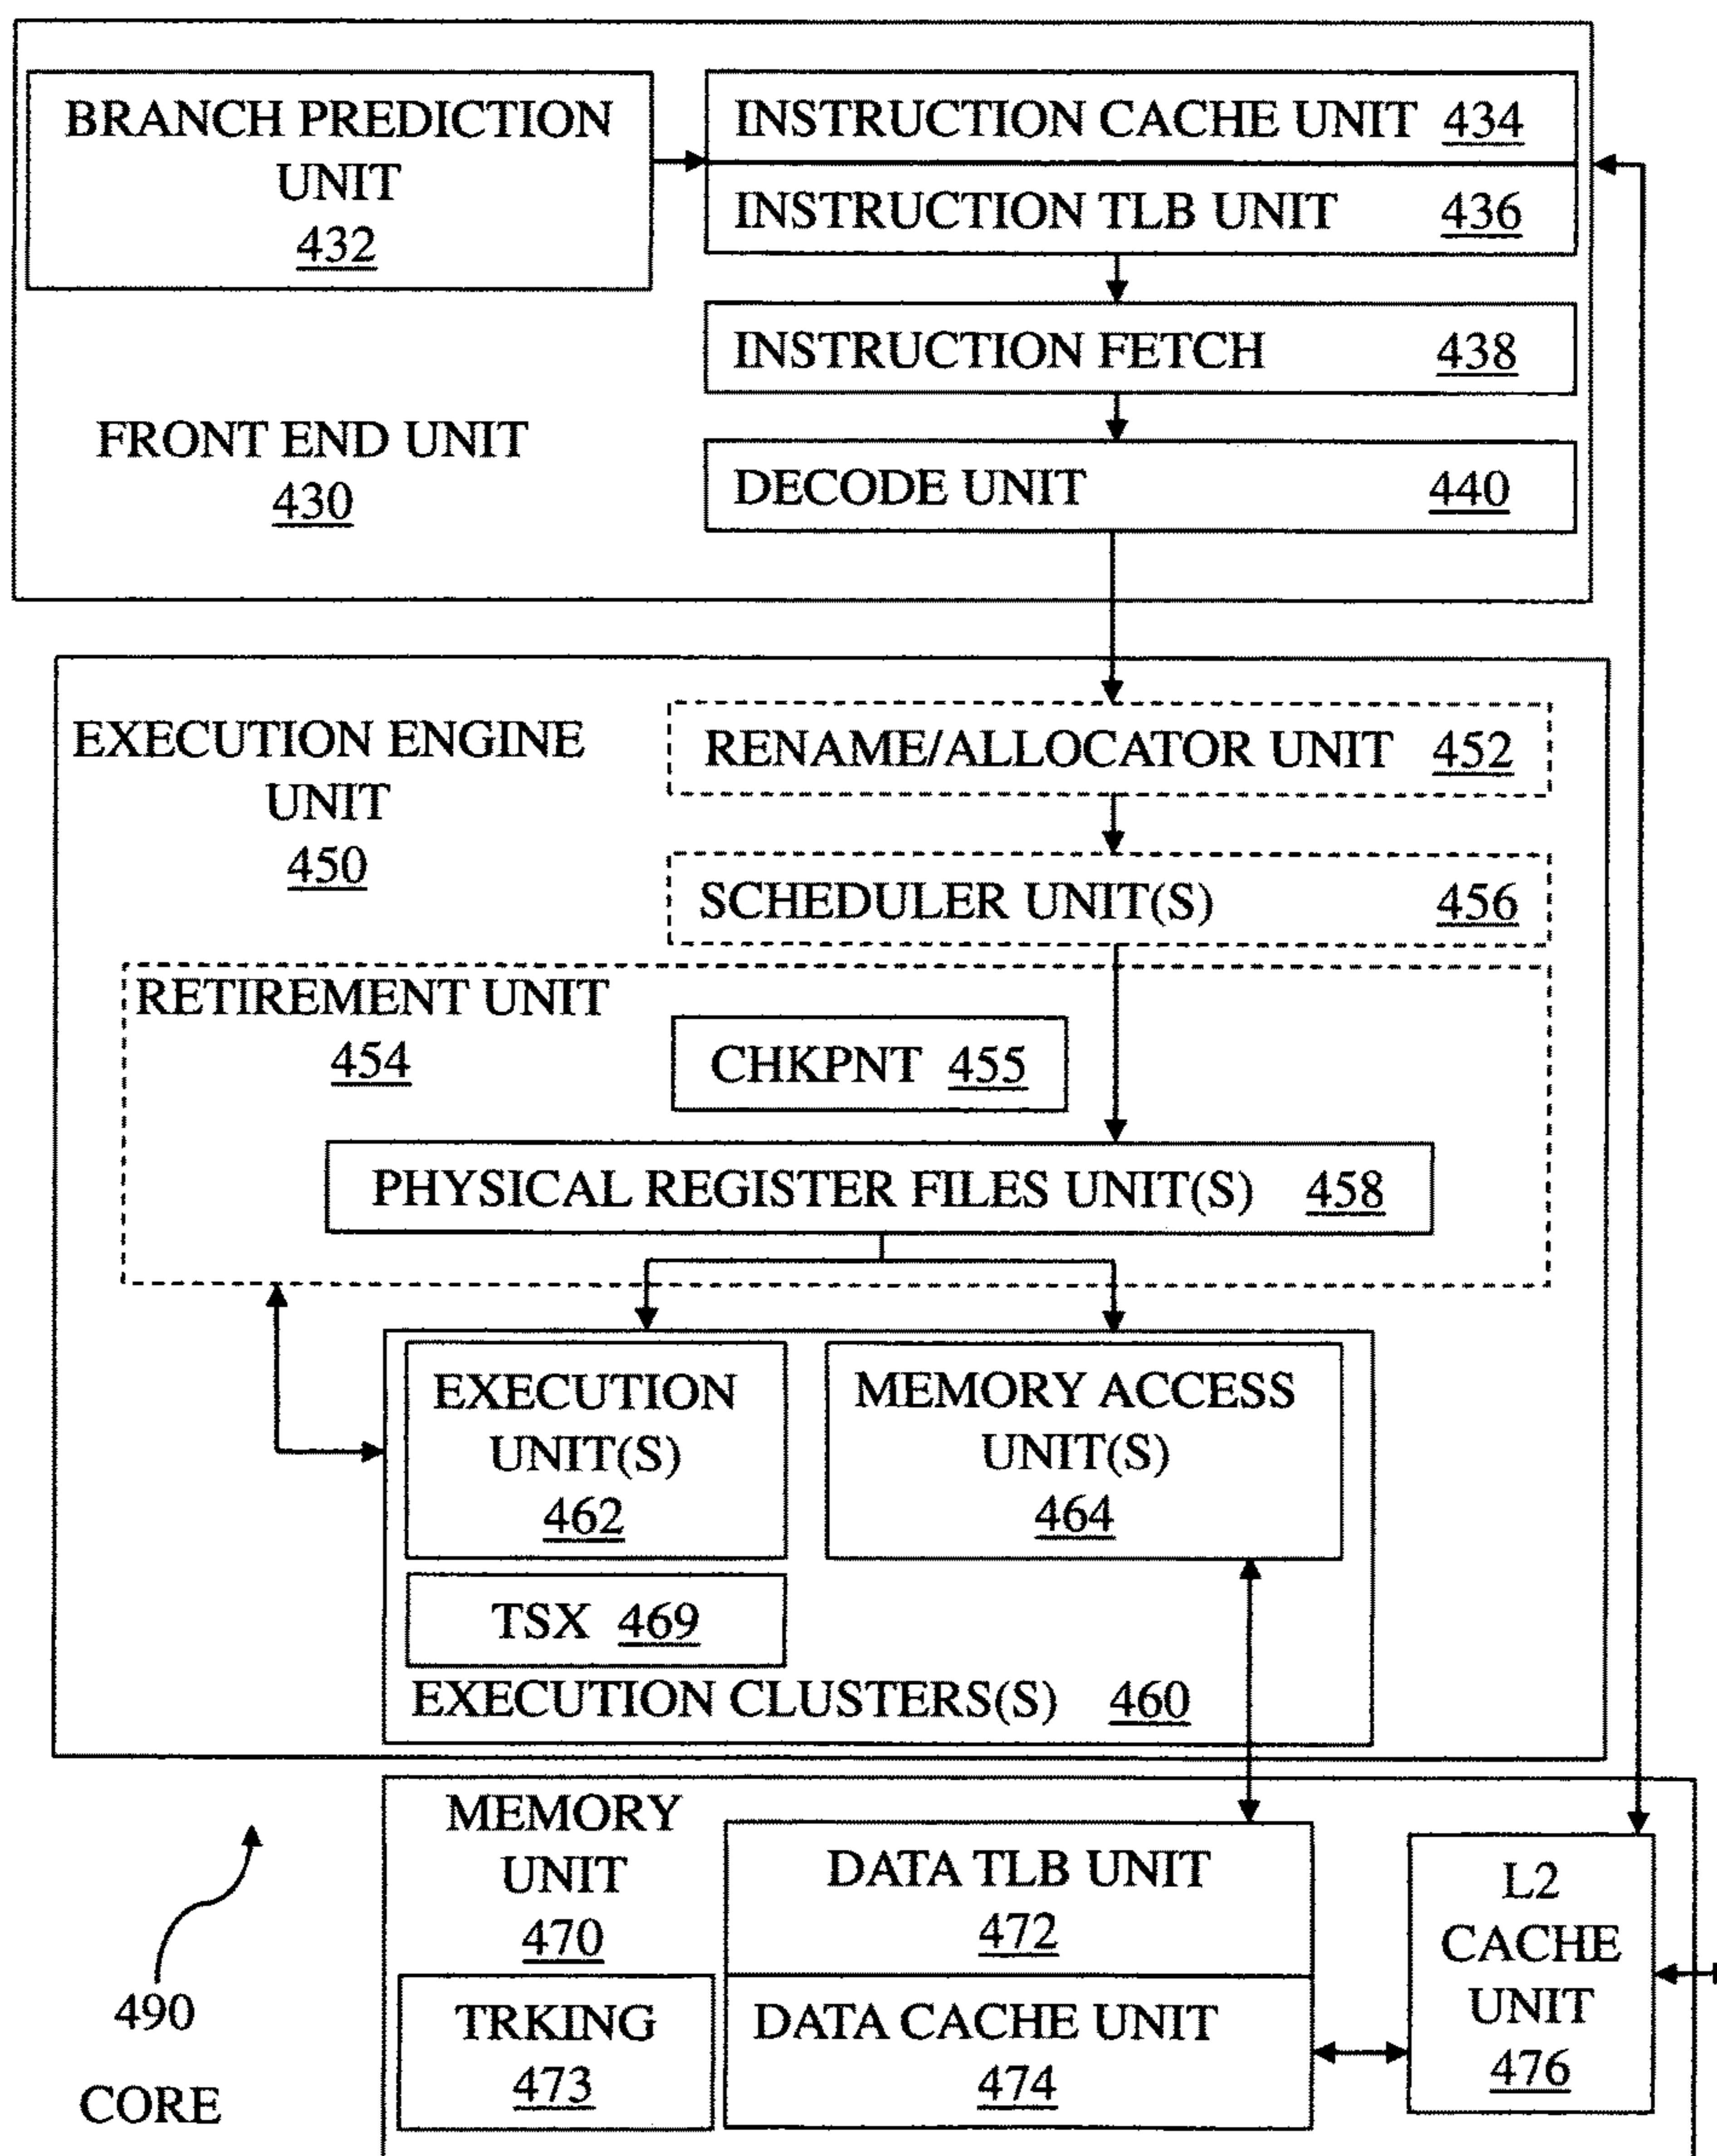 BRANCH PREDICTION
UNIT
432
INSTRUCTION CACHE UNIT 434
INSTRUCTION TLB UNIT 436
INSTRUCTION FETCH 438
FRONT END UNIT
430
DECODE UNIT 440
EXECUTION ENGINE
UNIT
450
RENAME/ALLOCATOR UNIT 452
SCHEDULER UNIT(S) 456
RETIREMENT UNIT
454
CHKPNT 455
PHYSICAL REGISTER FILES UNIT(S) 458
EXECUTION
UNIT(S)
462
MEMORY ACCESS
UNIT(S)
464
TSX 469
EXECUTION CLUSTERS(S) 460
MEMORY
UNIT
470
DATA TLB UNIT
472
L2
CACHE
UNIT
476
TRKING
473
DATA CACHE UNIT
474
490
CORE